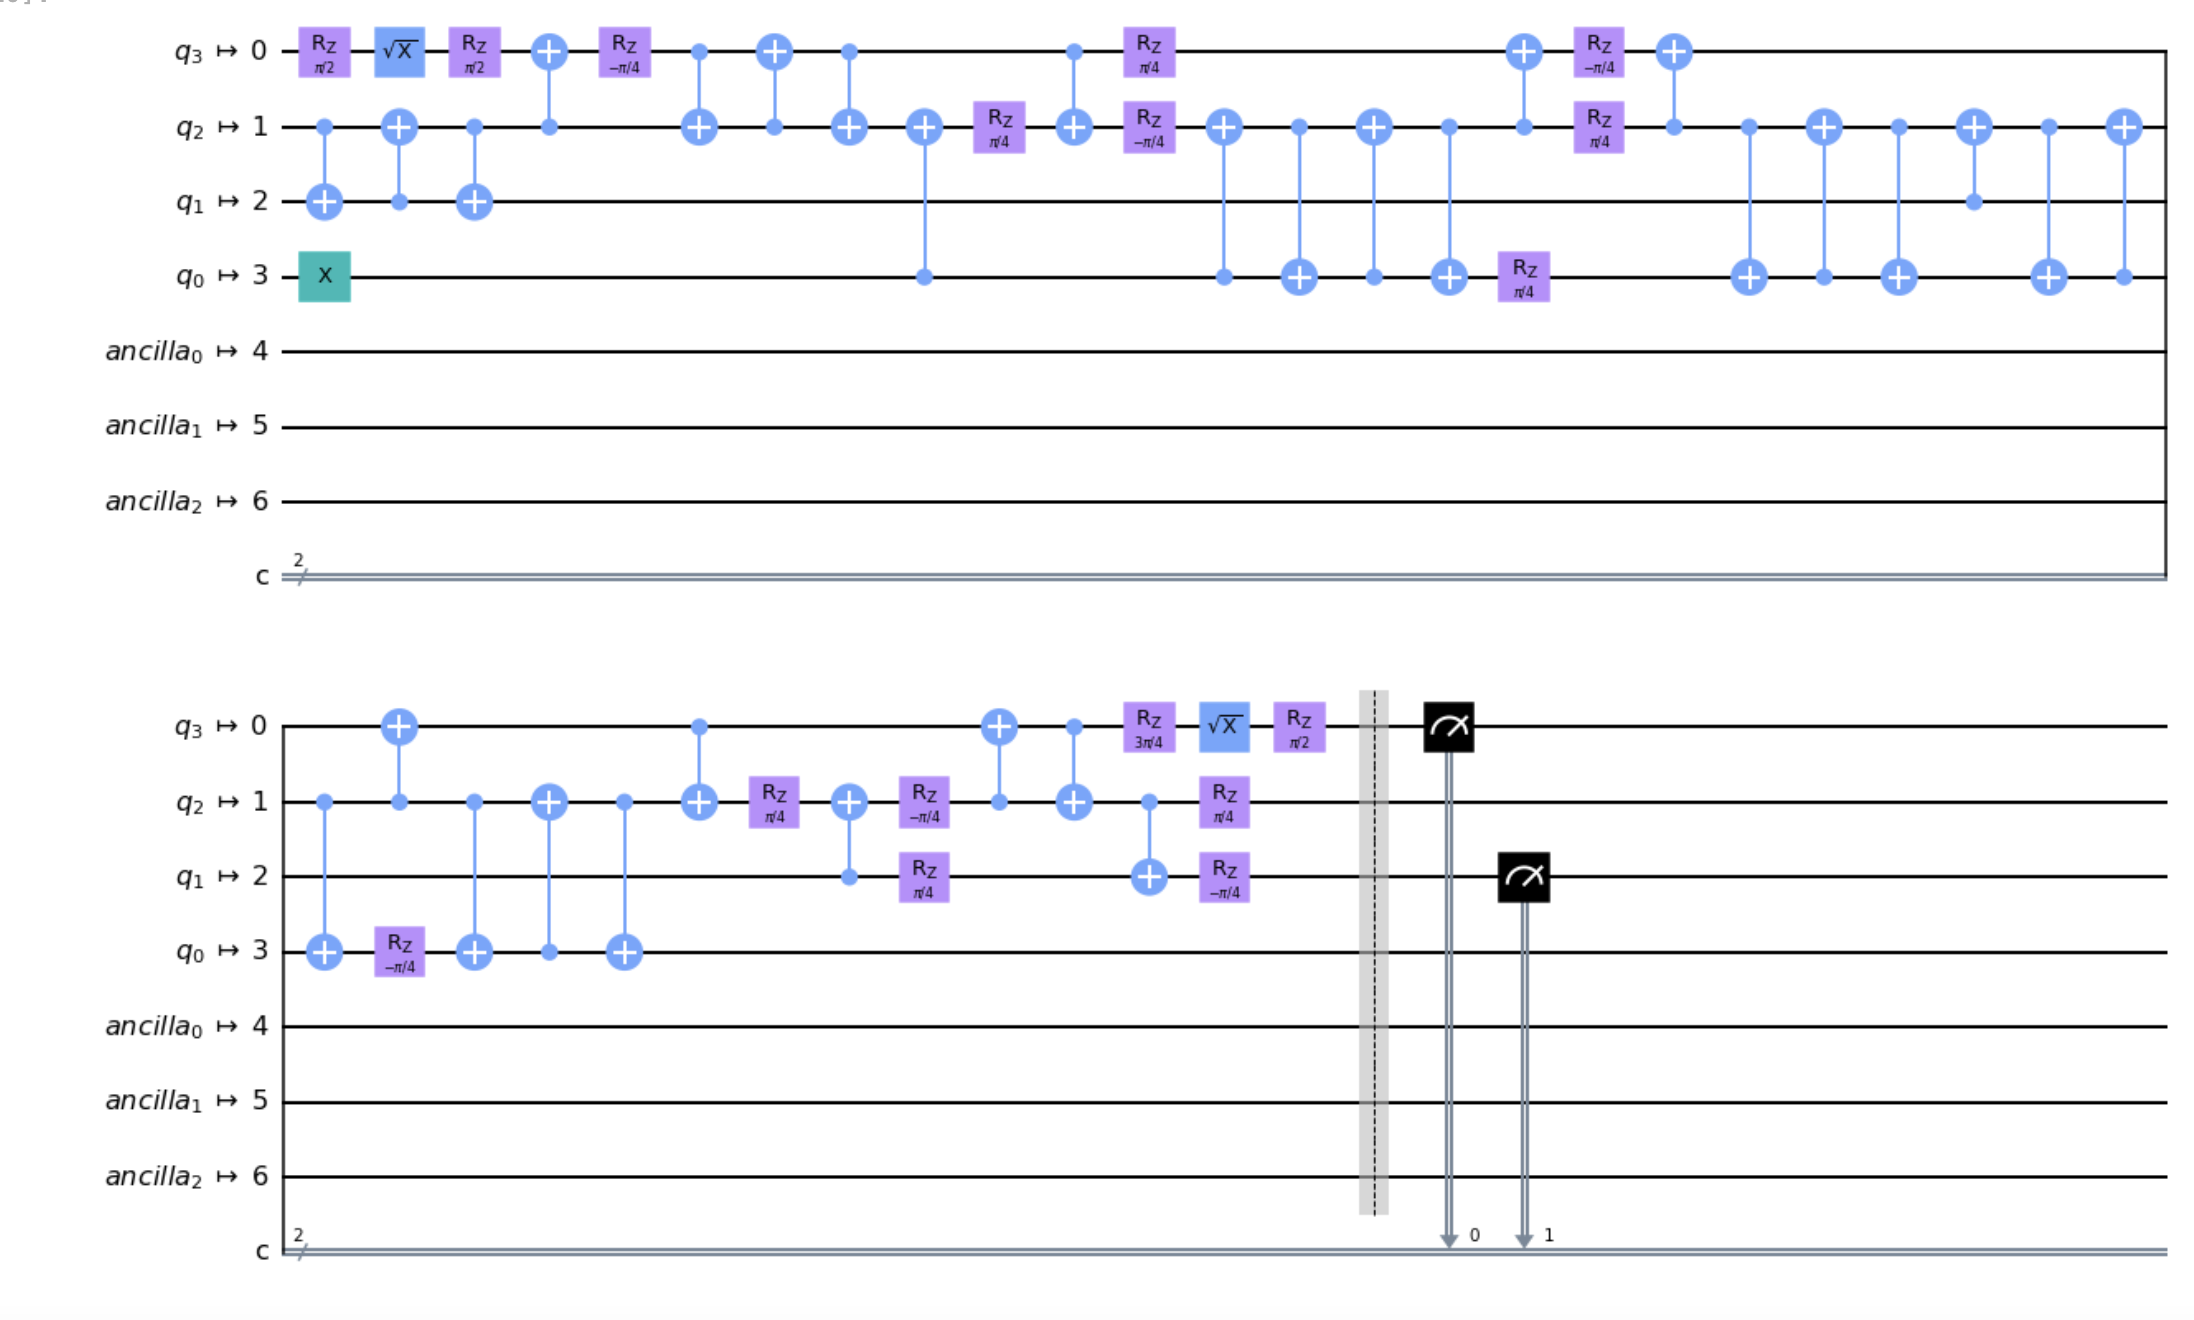 q3 ↦ 0 RZ π/2 √X RZ π/2 RZ −π/4 RZ π/4 RZ −π/4
q2 ↦ 1 RZ π/4 RZ −π/4 RZ π/4
q1 ↦ 2
q0 ↦ 3 X RZ π/4
ancilla0 ↦ 4
ancilla1 ↦ 5
ancilla2 ↦ 6
c 2
q3 ↦ 0 RZ 3π/4 √X RZ π/2
q2 ↦ 1 RZ π/4 RZ −π/4 RZ π/4
q1 ↦ 2 RZ π/4 RZ −π/4
q0 ↦ 3 RZ −π/4
ancilla0 ↦ 4
ancilla1 ↦ 5
ancilla2 ↦ 6
c 2 0 1